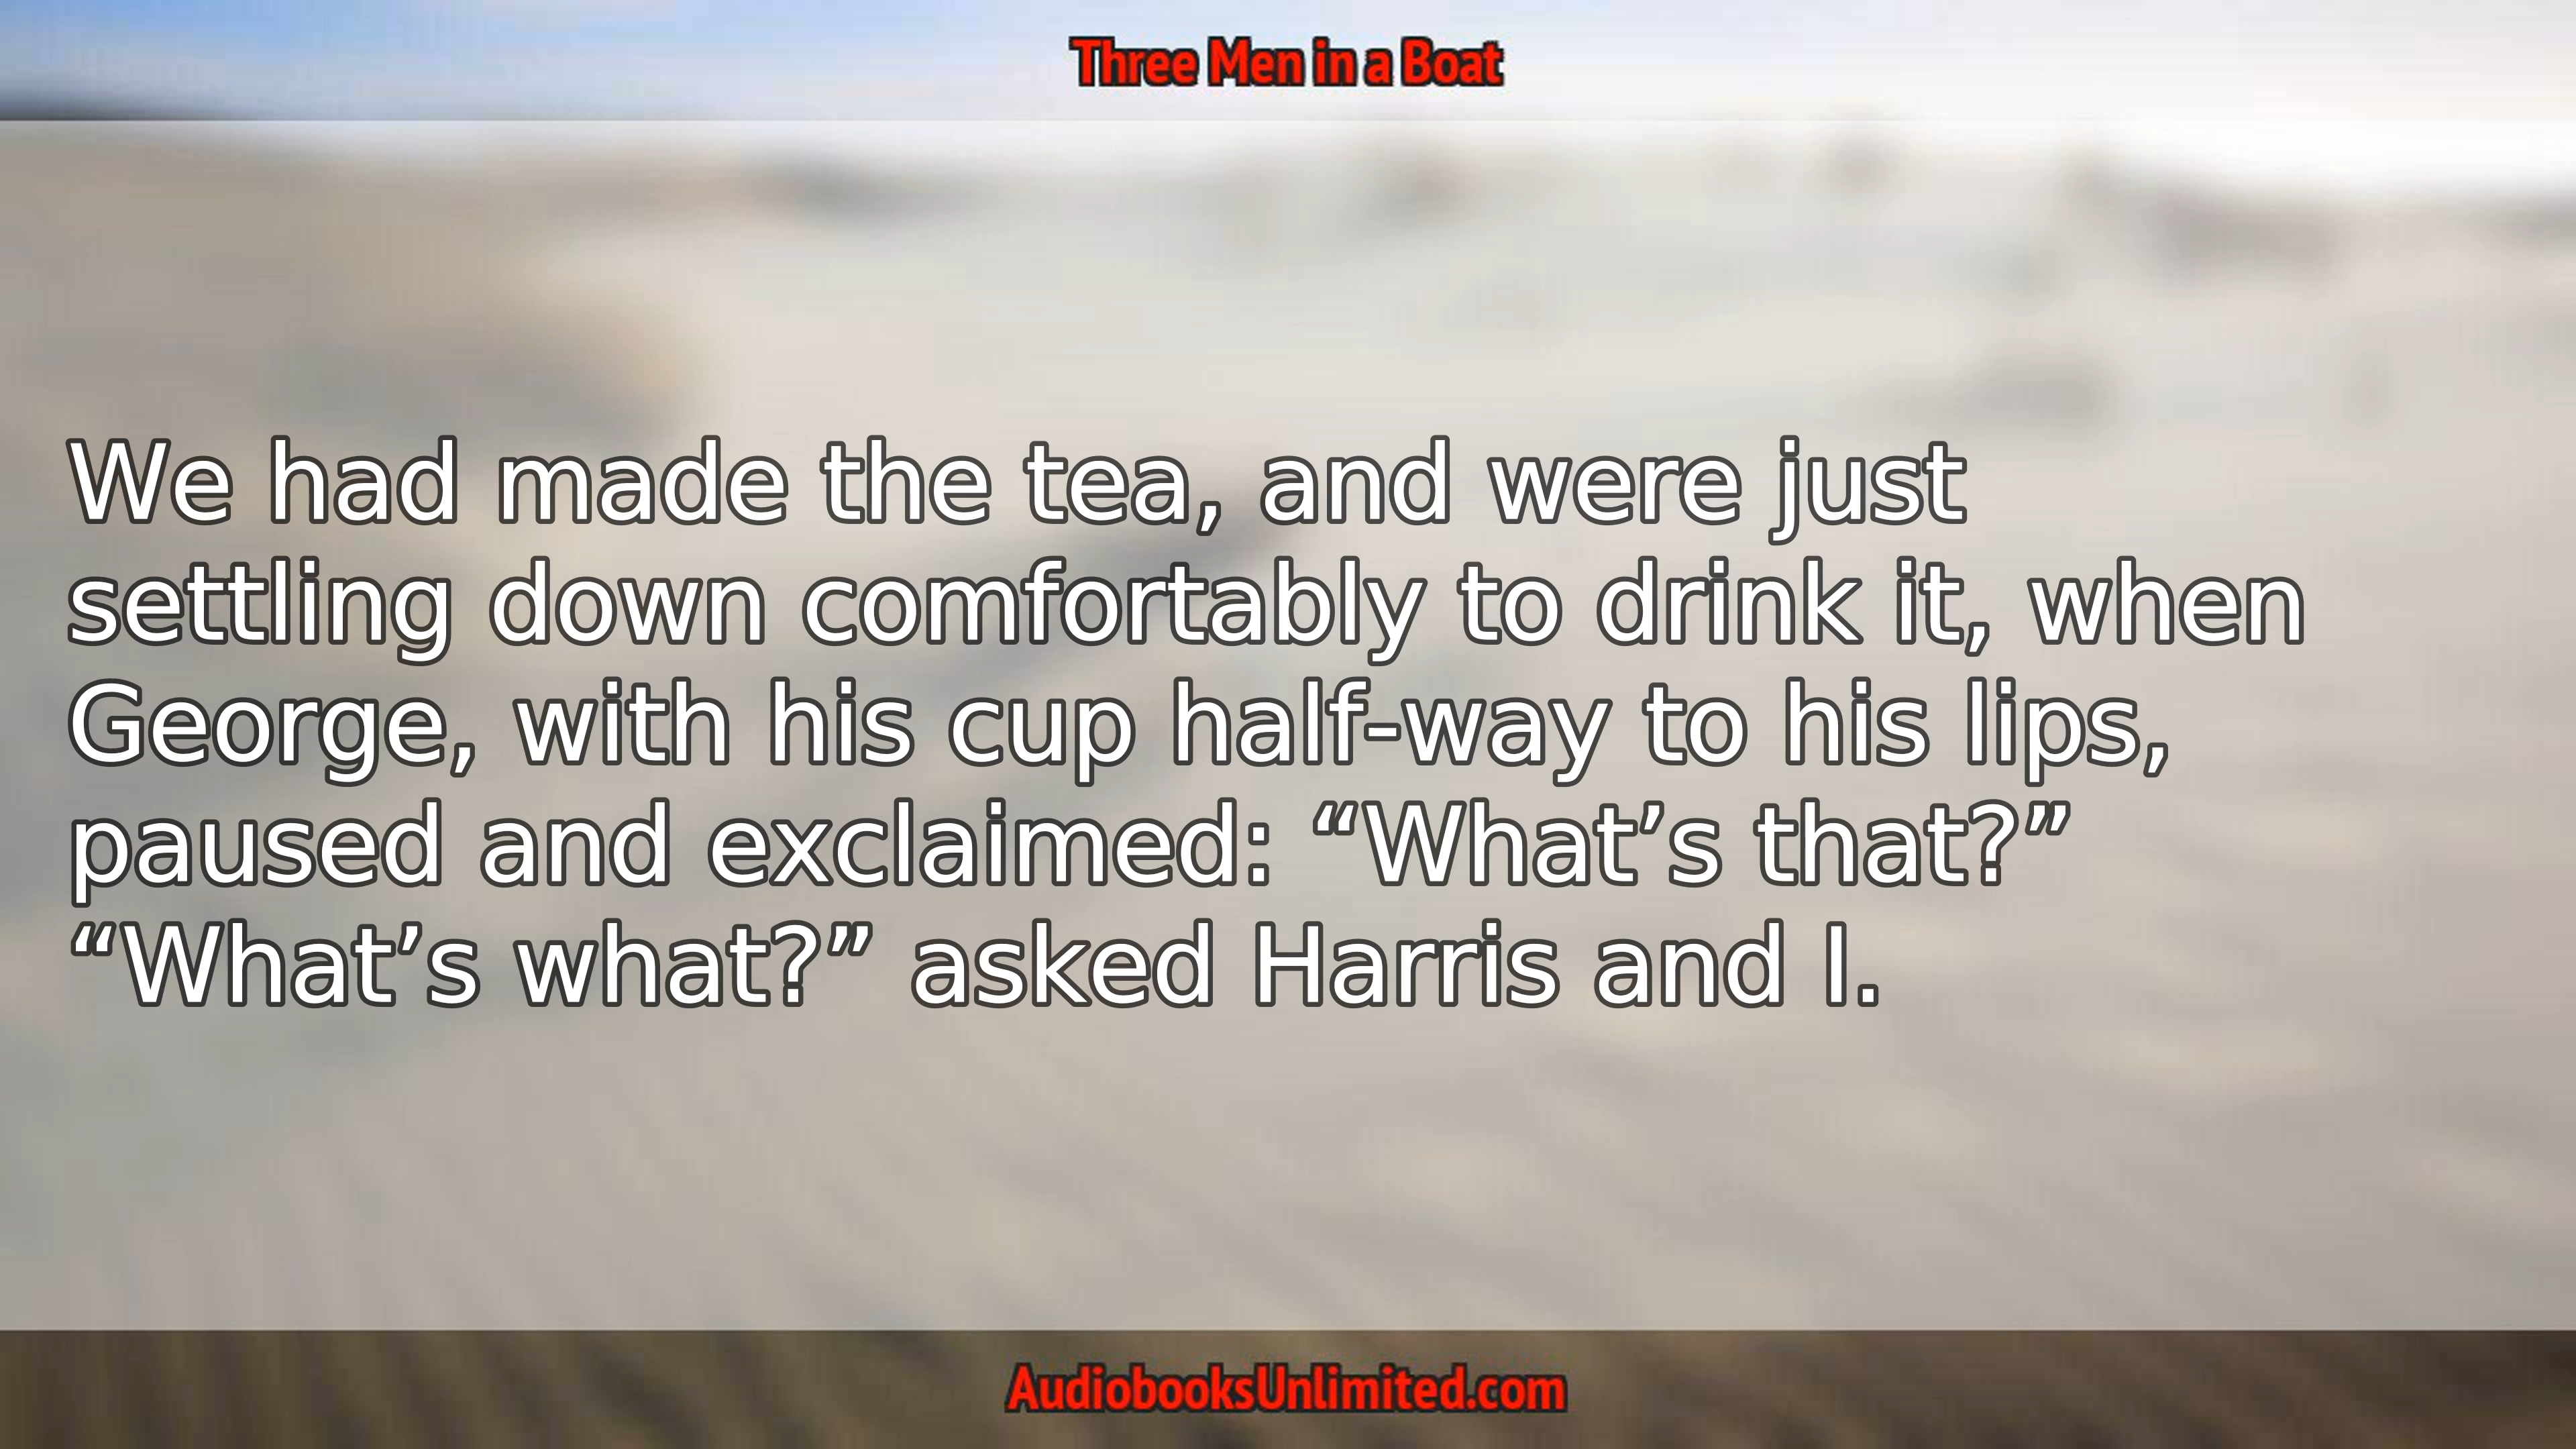 Three Men in a Boat
We had made the tea, and were just
settling down comfortably to drink it, when
George, with his cup half-way to his lips,
paused and exclaimed: “What’s that?”
“What’s what?” asked Harris and I.
AudiobooksUnlimited.com